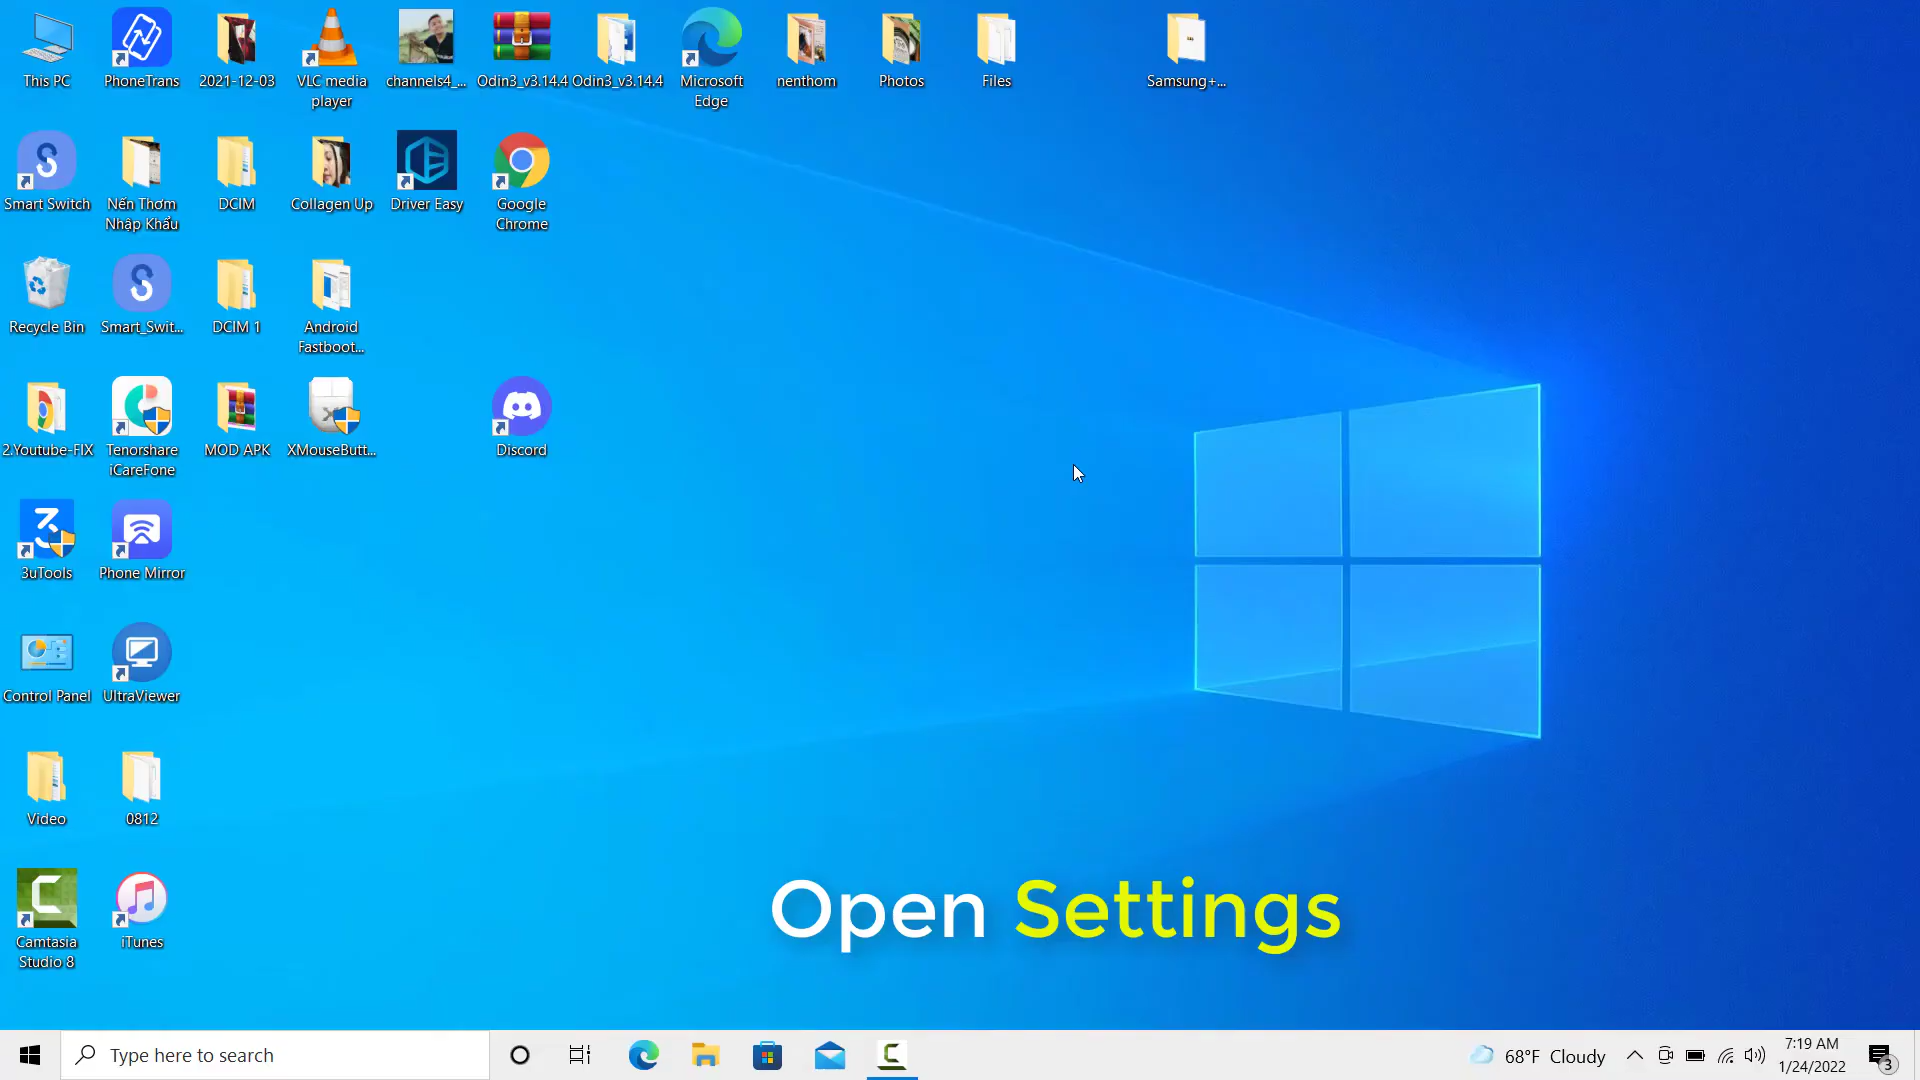 This PC
PhoneTrans
2021-12-03
VLC media
player
channels4_...
Odin3_v3.14.4
Odin3_v3.14.4
Microsoft
Edge
nenthom
Photos
Files
Samsung+...
Smart Switch
Nến Thơm
Nhập Khẩu
DCIM
Collagen Up
Driver Easy
Google
Chrome
Recycle Bin
Smart_Swit...
DCIM 1
Android
Fastboot...
2.Youtube-FIX
Tenorshare
iCareFone
MOD APK
XMouseButt...
Discord
3uTools
Phone Mirror
Control Panel
UltraViewer
Video
0812
Camtasia
Studio 8
iTunes
Open Settings
Type here to search
68°F Cloudy
7:19 AM
1/24/2022
3